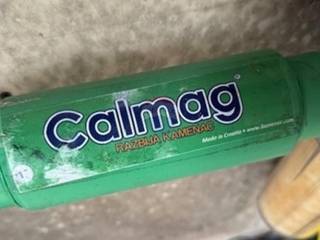 Calmag®
RAZBIJA KAMENAC
Made in Croatia •